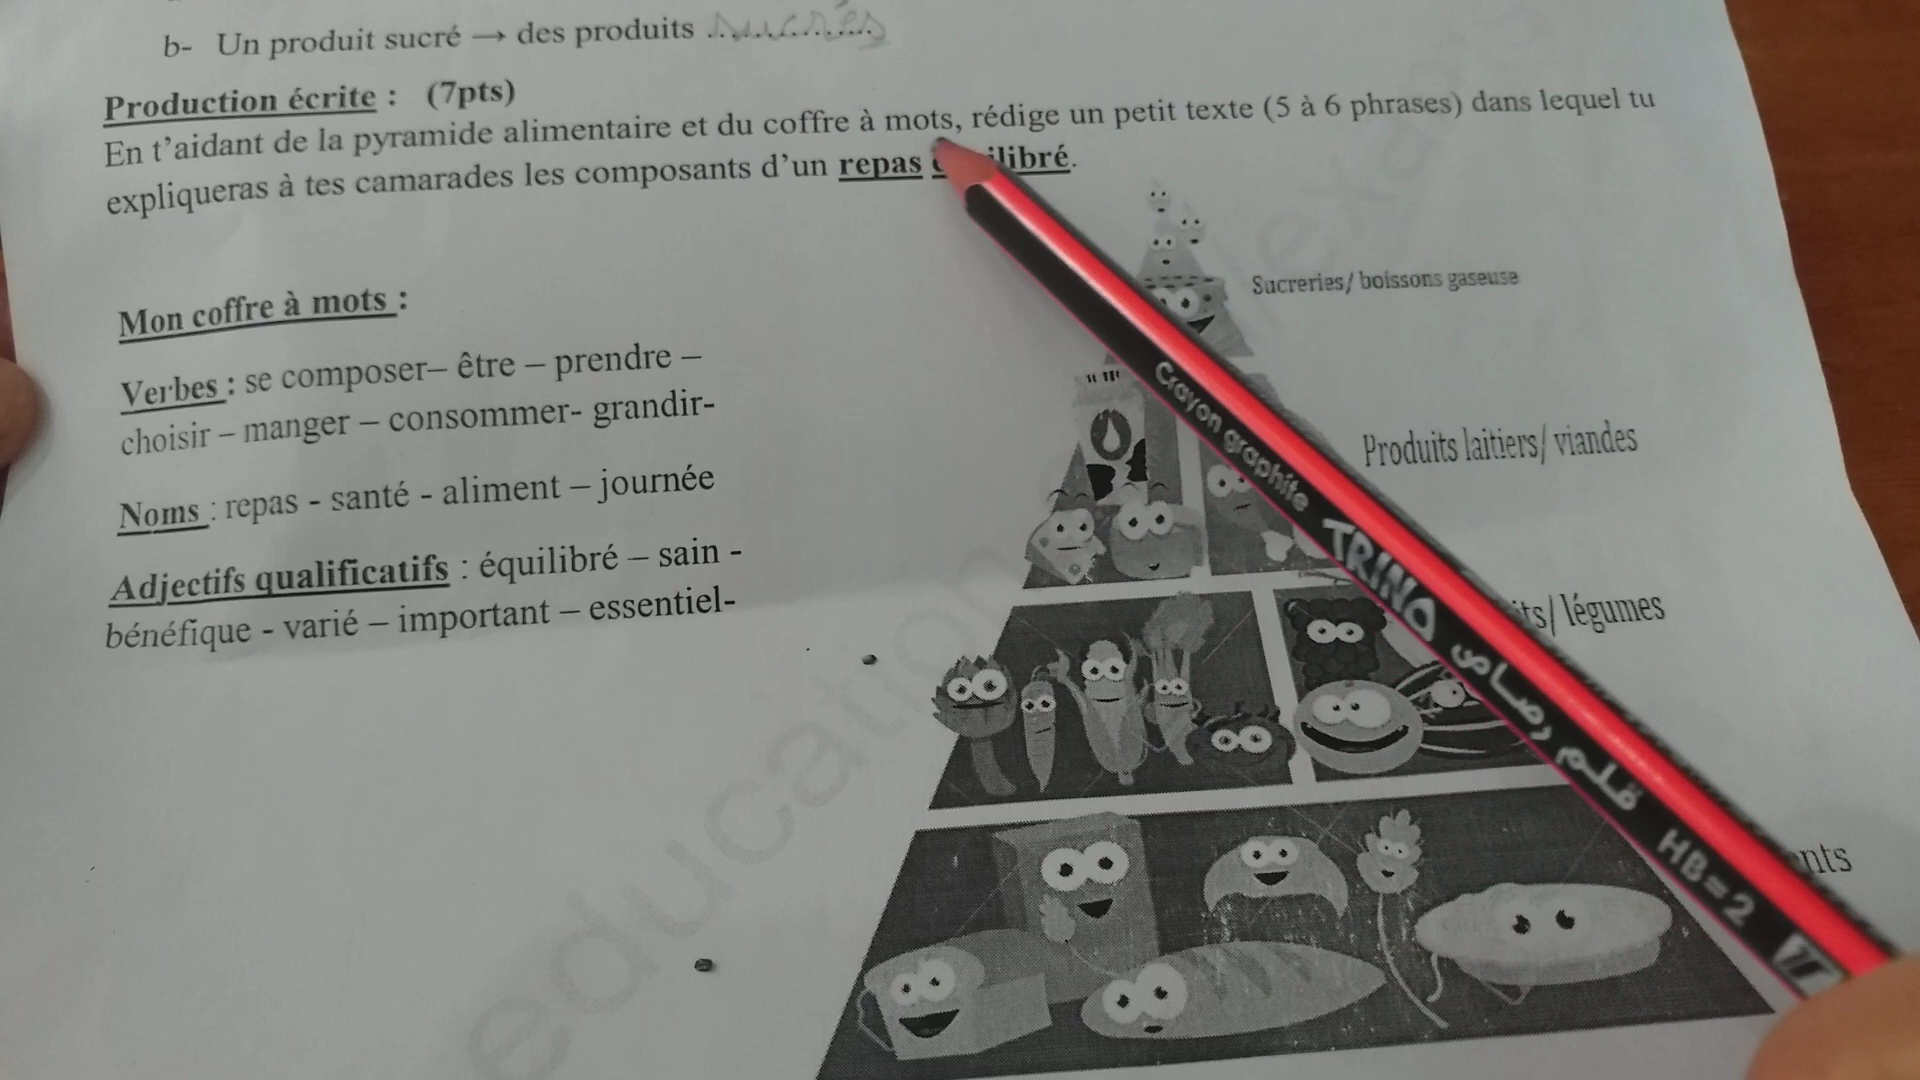 b- Un produit sucré → des produits sucrés
Production écrite : (7pts)
En t'aidant de la pyramide alimentaire et du coffre à mots, rédige un petit texte (5 à 6 phrases) dans lequel tu
expliqueras à tes camarades les composants d'un repas
Sucreries/ boissons gaseuse
Mon coffre à mots :
Verbes : se composer– être – prendre –
choisir – manger – consommer- grandir-
Produits laitiers/ viandes
Noms : repas - santé - aliment – journée
Adjectifs qualificatifs : équilibré – sain -
bénéfique - varié – important – essentiel-
légumes
Crayon graphite TRINO قلم رصاص HB=2
education